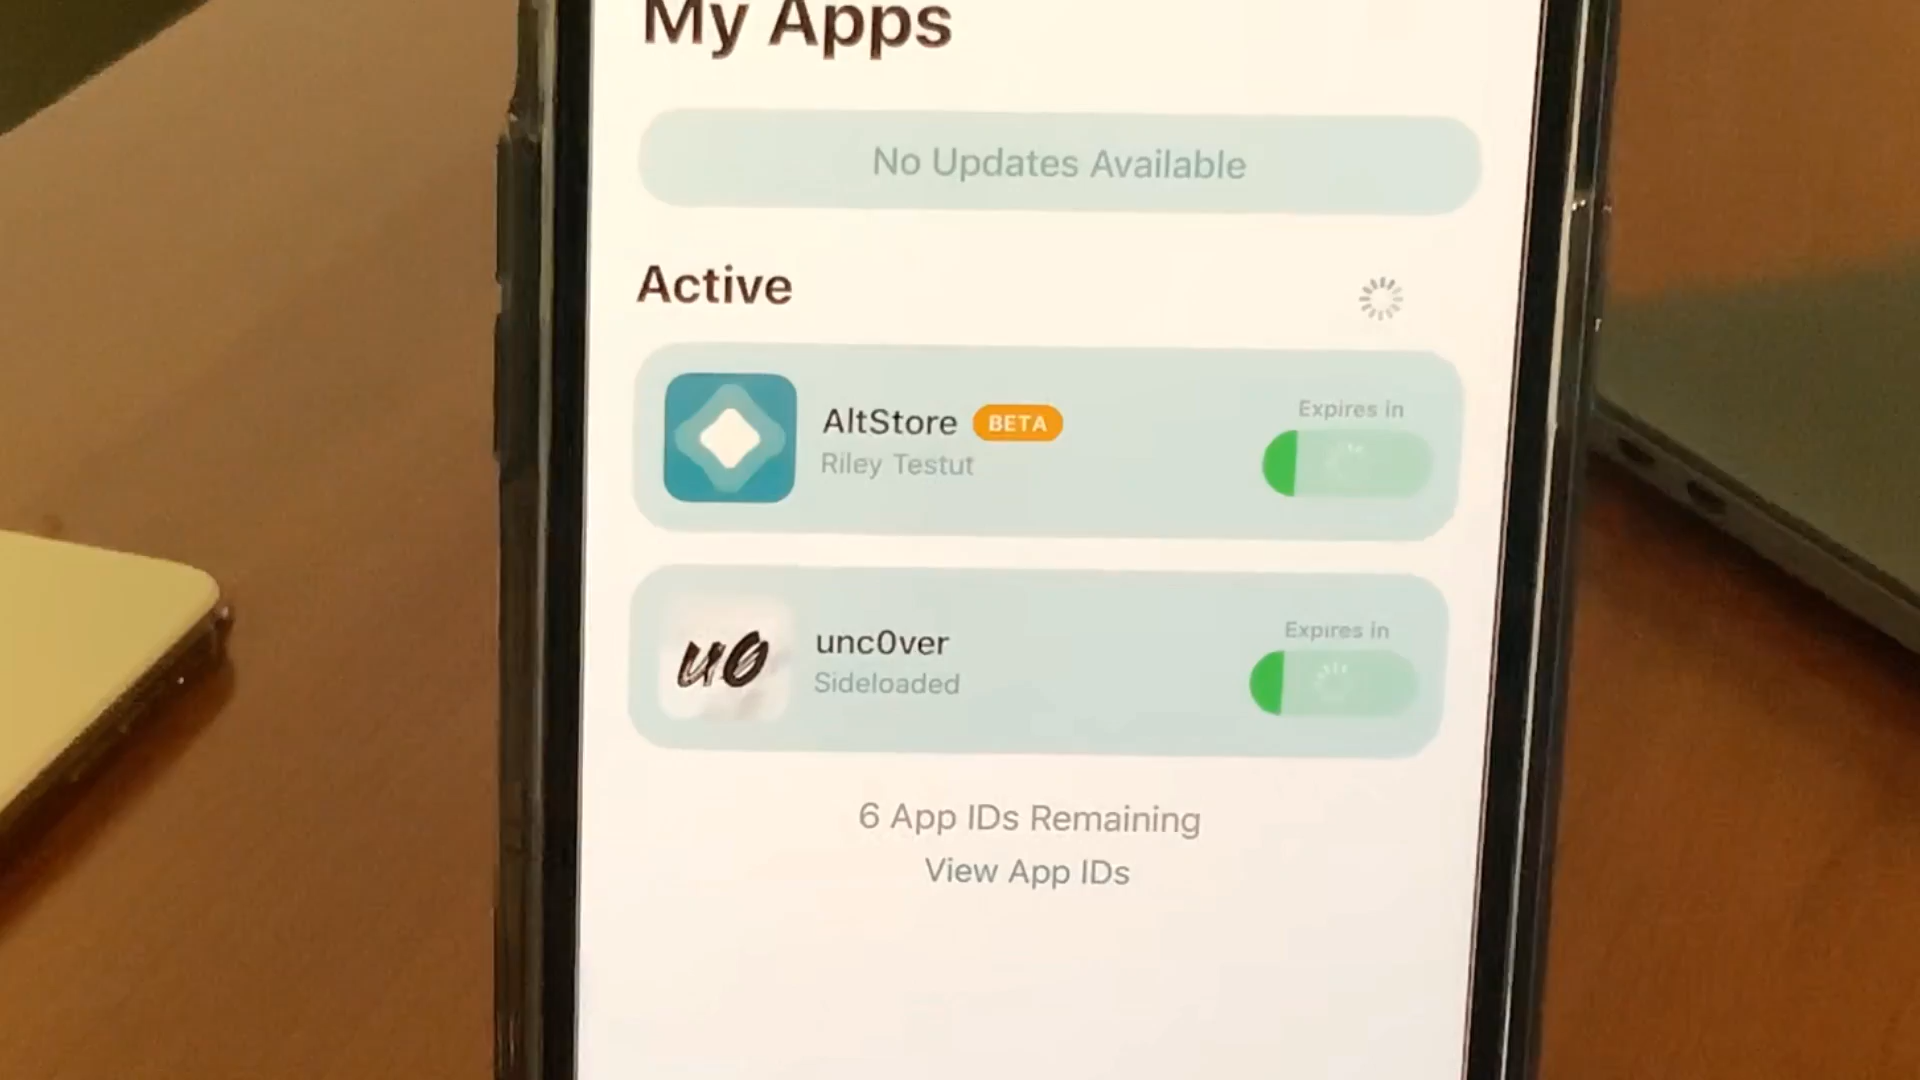 My Apps
No Updates Available
Active
AltStore BETA
Riley Testut
Expires in
u0
unc0ver
Sideloaded
Expires in
6 App IDs Remaining
View App IDs